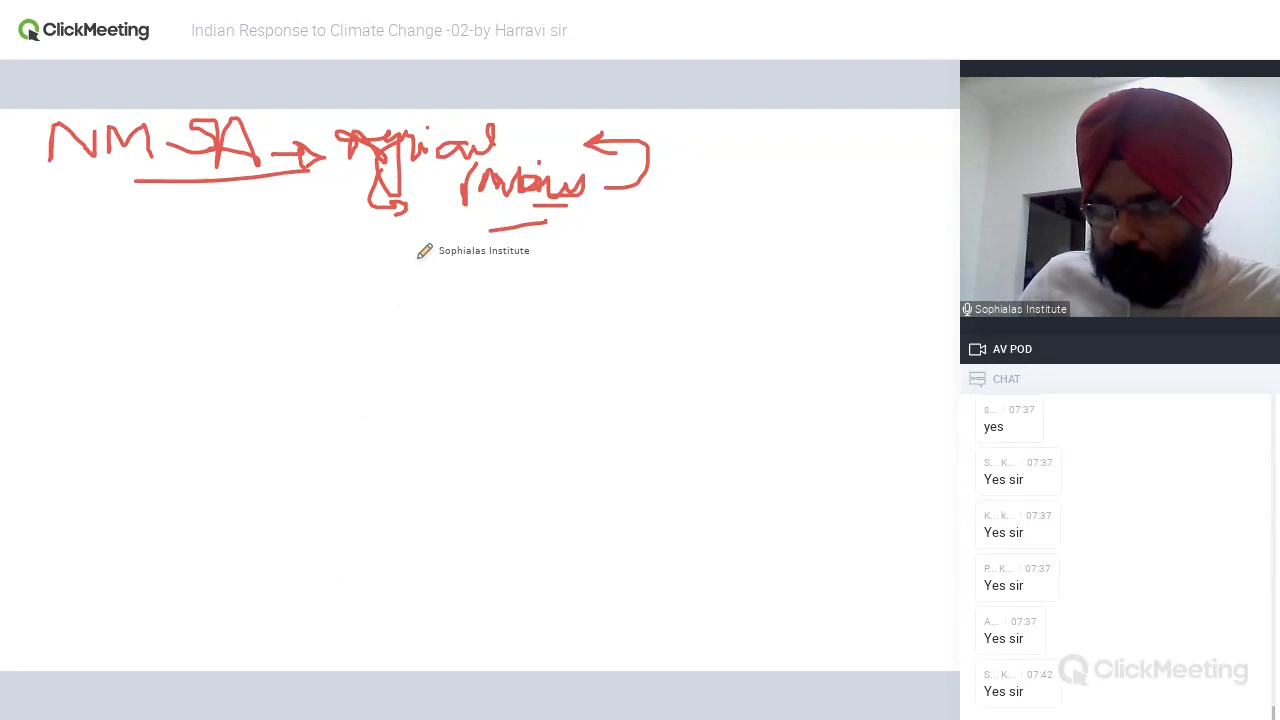 ClickMeeting
Indian Response to Climate Change -02-by Harravi sir
NMSA →
Sophialas Institute
Sophialas Institute
AV POD
CHAT
s... 07:37
yes
S... K... 07:37
Yes sir
K... k... 07:37
Yes sir
P... K... 07:37
Yes sir
A... 07:37
Yes sir
S... K... 07:42
Yes sir
ClickMeeting